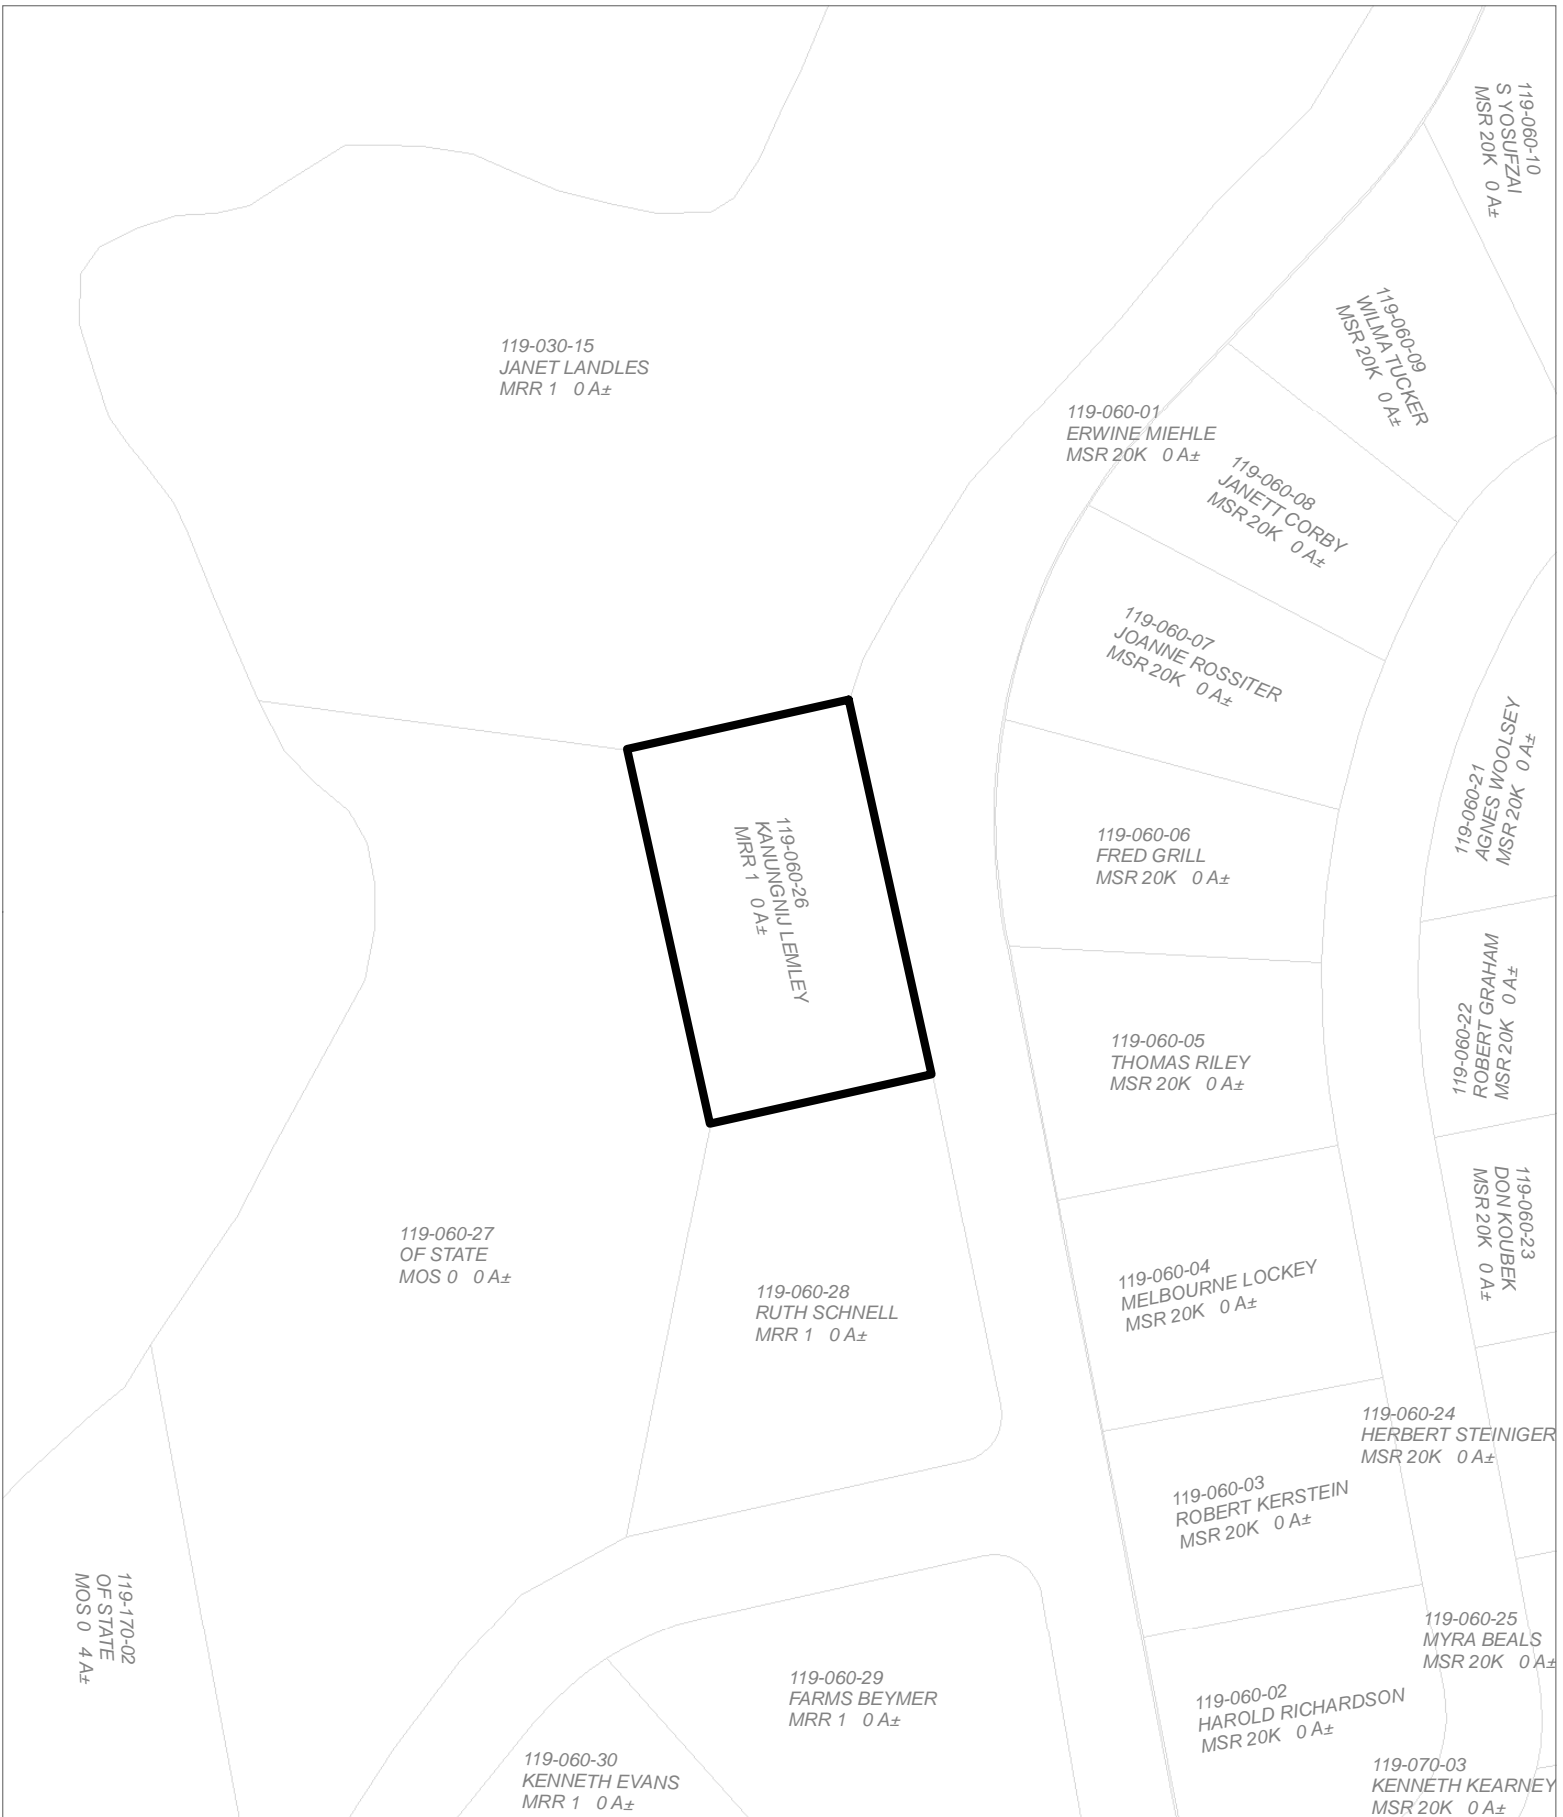 119-060-10
S YOSUFZAI
MSR 20K 0 A±
119-060-09
WILMA TUCKER
MSR 20K 0 A±
119-030-15
JANET LANDLES
MRR 1 0 A±
119-060-01
ERWINE MIEHLE
MSR 20K 0 A±
119-060-08
JANETT CORBY
MSR 20K 0 A±
119-060-07
JOANNE ROSSITER
MSR 20K 0 A±
119-060-21
AGNES WOOLSEY
MSR 20K 0 A±
119-060-26
KANUNGNIJ LEMLEY
MRR 1 0 A±
119-060-06
FRED GRILL
MSR 20K 0 A±
119-060-22
ROBERT GRAHAM
MSR 20K 0 A±
119-060-05
THOMAS RILEY
MSR 20K 0 A±
119-060-23
DON KOUBEK
MSR 20K 0 A±
119-060-27
OF STATE
MOS 0 0 A±
119-060-28
RUTH SCHNELL
MRR 1 0 A±
119-060-04
MELBOURNE LOCKEY
MSR 20K 0 A±
119-060-24
HERBERT STEINIGER
MSR 20K 0 A±
119-060-03
ROBERT KERSTEIN
MSR 20K 0 A±
119-170-02
OF STATE
MOS 0 4 A±
119-060-25
MYRA BEALS
MSR 20K 0 A±
119-060-29
FARMS BEYMER
MRR 1 0 A±
119-060-02
HAROLD RICHARDSON
MSR 20K 0 A±
119-060-30
KENNETH EVANS
MRR 1 0 A±
119-070-03
KENNETH KEARNEY
MSR 20K 0 A±